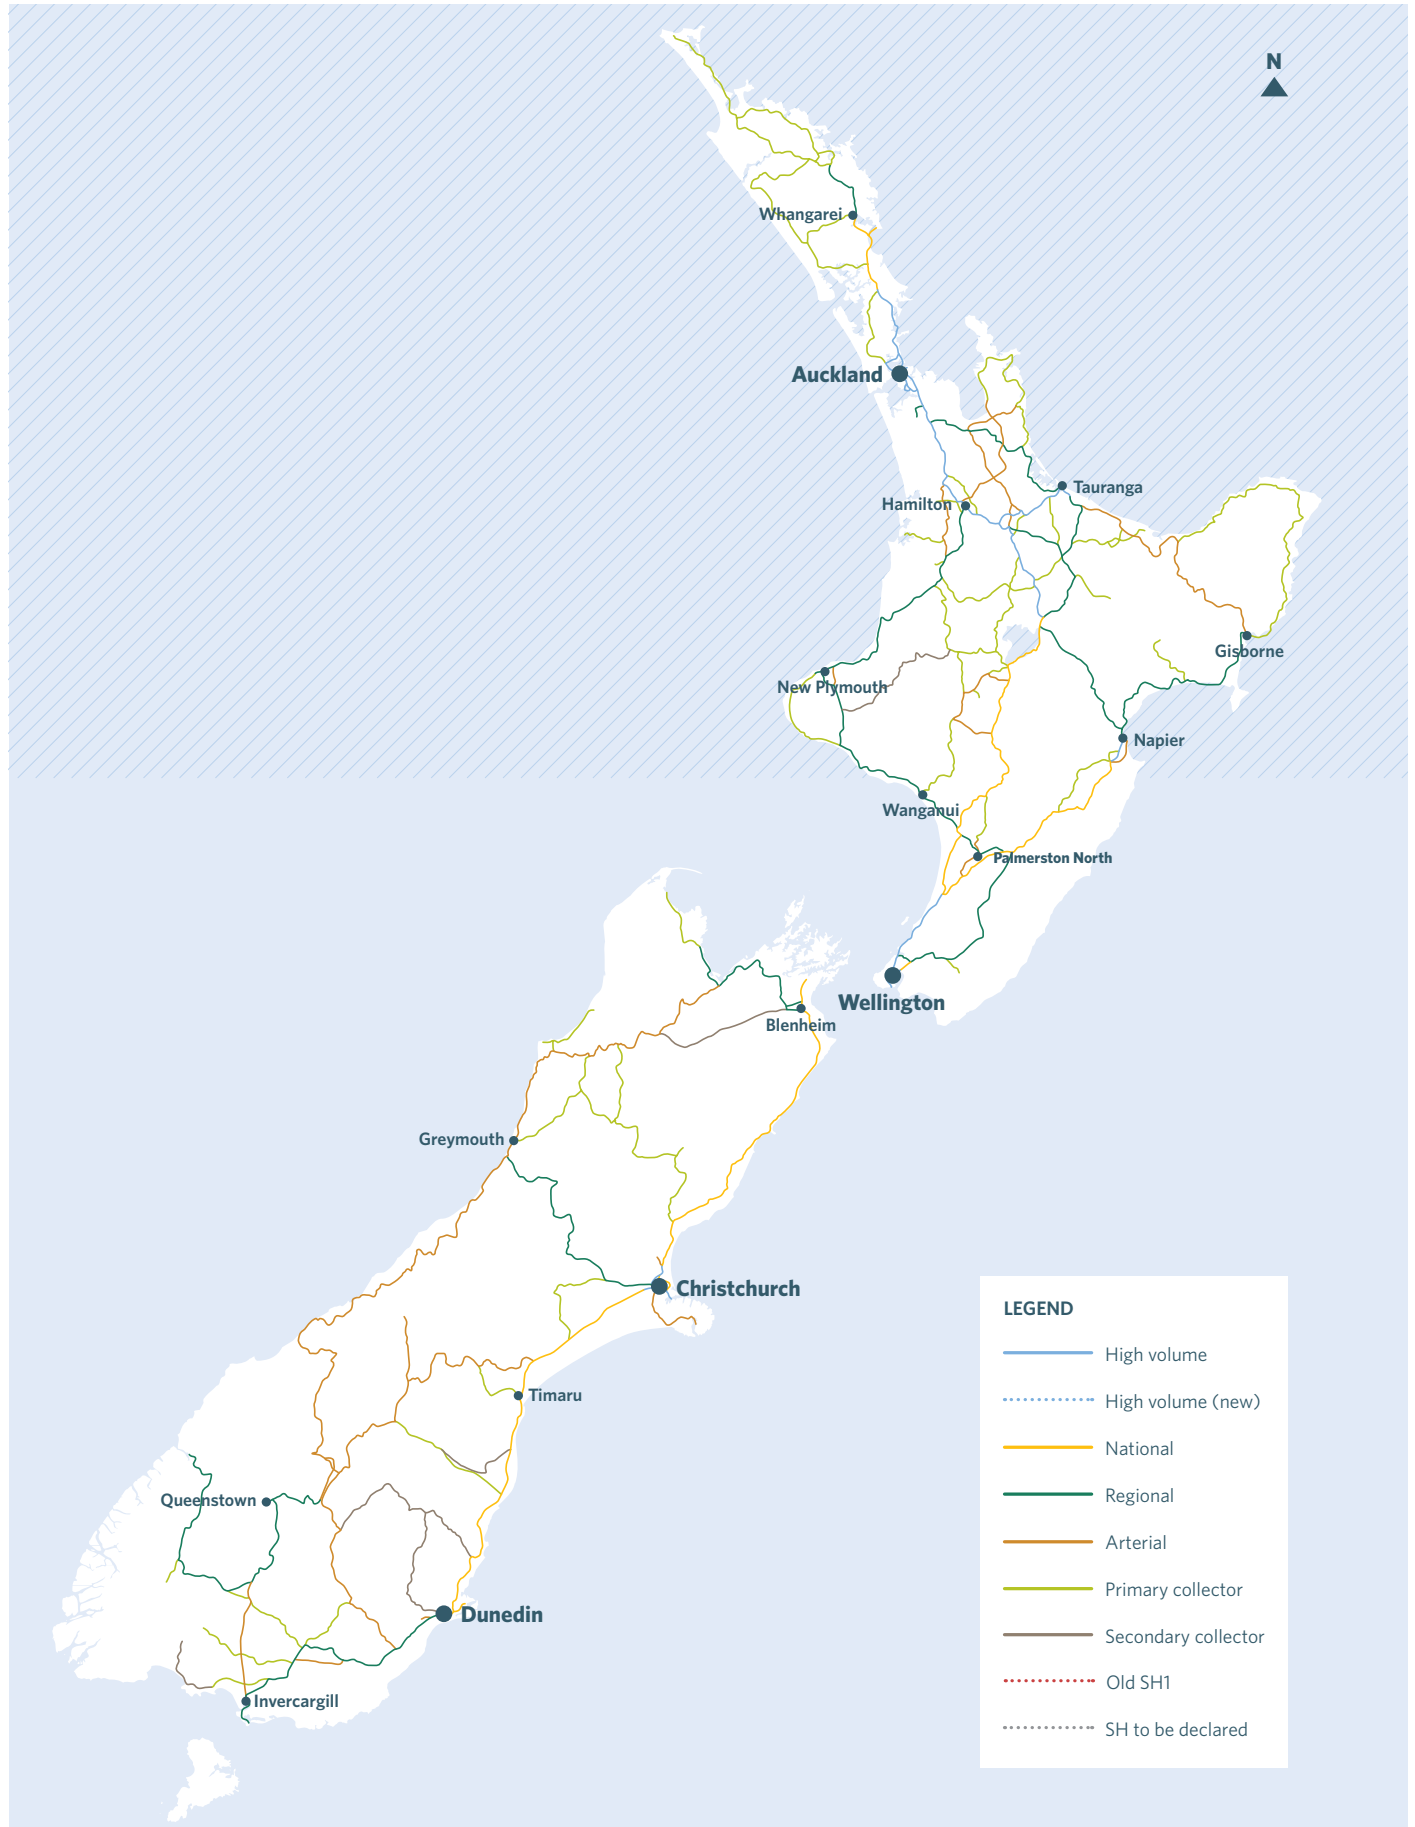 N
Whangarei
Auckland
Tauranga
Hamilton
Gisborne
New Plymouth
Napier
Wanganui
Palmerston North
Wellington
Blenheim
Greymouth
Christchurch
Timaru
Queenstown
Dunedin
Invercargill
LEGEND
High volume
High volume (new)
National
Regional
Arterial
Primary collector
Secondary collector
Old SH1
SH to be declared